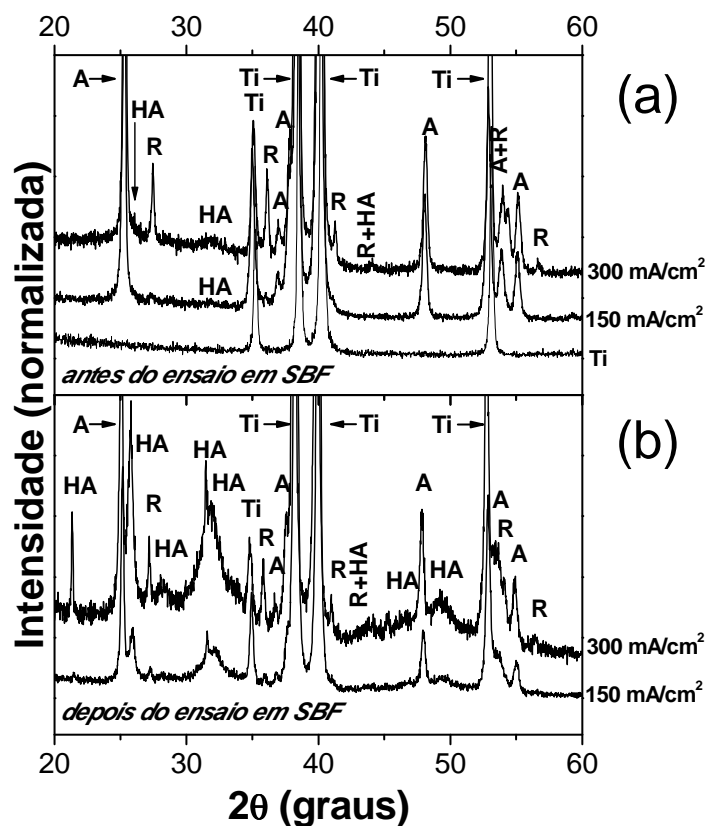 20 30 40 50 60
(a)
A Ti Ti Ti
HA Ti
R R A A A+R A
HA A R R+HA R
300 mA/cm²
HA
150 mA/cm²
Ti
antes do ensaio em SBF
(b)
A Ti Ti Ti
HA HA
HA R HA Ti A A A
HA R R R
A R R+HA HA HA A R
300 mA/cm²
150 mA/cm²
depois do ensaio em SBF
20 30 40 50 60
2θ (graus)
Intensidade (normalizada)